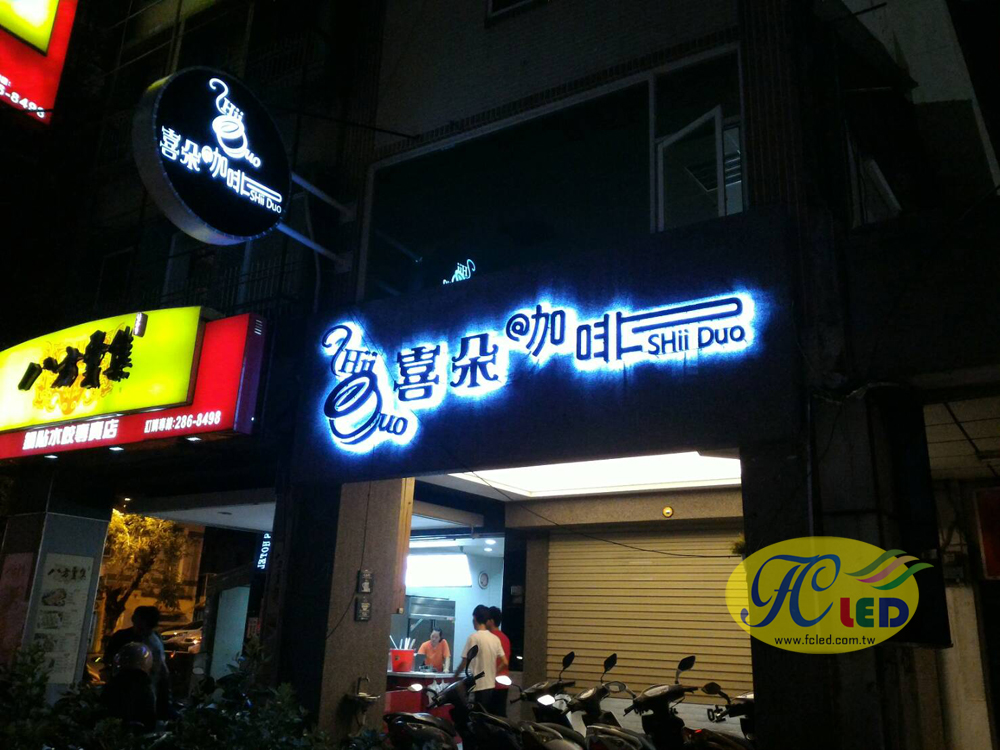 SHii Duo
喜朵@咖啡
SHii Duo
SHii Duo
喜朵@咖啡
SHii Duo
八方雲集
鍋貼水餃專賣店
訂購專線:286-8498
HOTEL
FC LED
www.fcled.com.tw